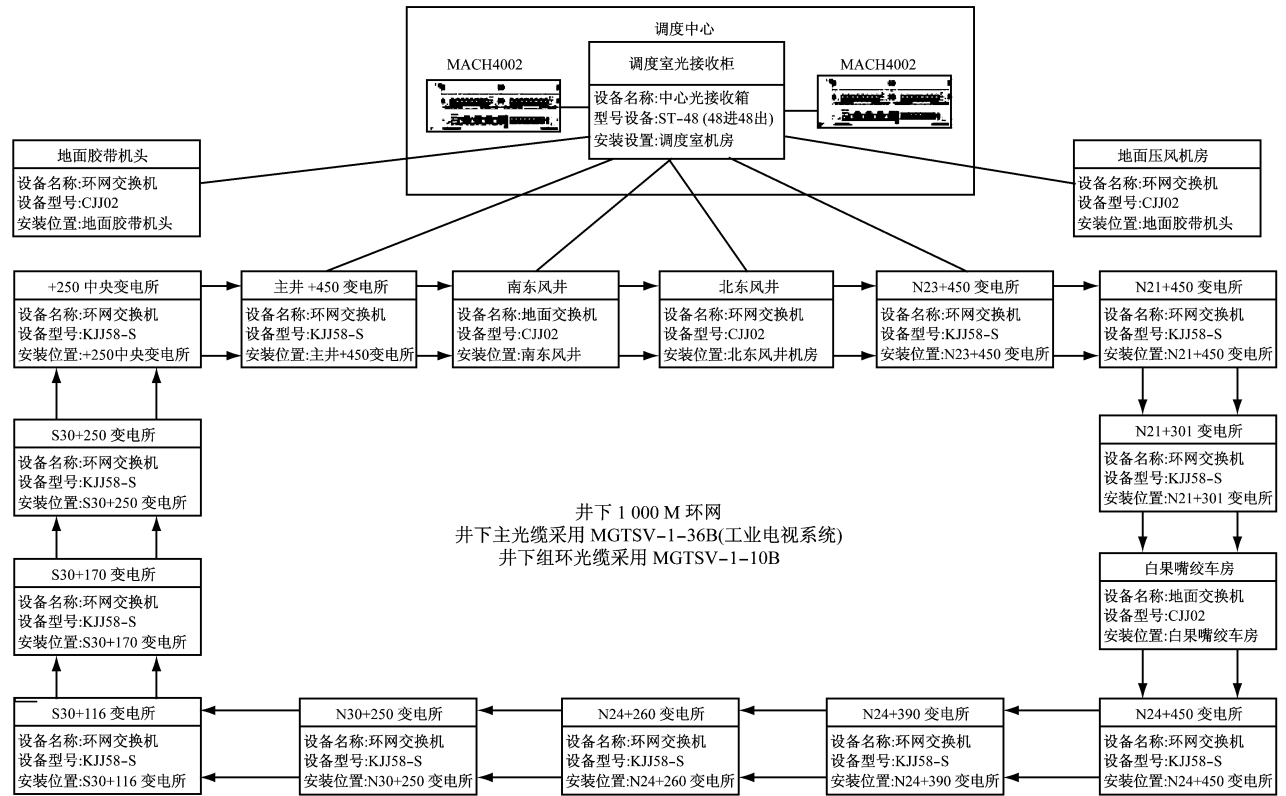 调度中心
MACH4002
调度室光接收柜
设备名称:中心光接收箱
型号设备:ST-48 (48进48出)
安装设置:调度室机房
MACH4002
地面胶带机头
设备名称:环网交换机
设备型号:CJJ02
安装位置:地面胶带机头
地面压风机房
设备名称:环网交换机
设备型号:CJJ02
安装位置:地面胶带机头
+250 中央变电所
设备名称:环网交换机
设备型号:KJJ58-S
安装位置:+250中央变电所
主井 +450 变电所
设备名称:环网交换机
设备型号:KJJ58-S
安装位置:主井+450变电所
南东风井
设备名称:地面交换机
设备型号:CJJ02
安装位置:南东风井
北东风井
设备名称:环网交换机
设备型号:CJJ02
安装位置:北东风井机房
N23+450 变电所
设备名称:环网交换机
设备型号:KJJ58-S
安装位置:N23+450 变电所
N21+450 变电所
设备名称:环网交换机
设备型号:KJJ58-S
安装位置:N21+450 变电所
S30+250 变电所
设备名称:环网交换机
设备型号:KJJ58-S
安装位置:S30+250 变电所
N21+301 变电所
设备名称:环网交换机
设备型号:KJJ58-S
安装位置:N21+301 变电所
井下 1 000 M 环网
井下主光缆采用 MGTSV-1-36B(工业电视系统)
井下组环光缆采用 MGTSV-1-10B
S30+170 变电所
设备名称:环网交换机
设备型号:KJJ58-S
安装位置:S30+170 变电所
白果嘴绞车房
设备名称:地面交换机
设备型号:CJJ02
安装位置:白果嘴绞车房
S30+116 变电所
设备名称:环网交换机
设备型号:KJJ58-S
安装位置:S30+116 变电所
N30+250 变电所
设备名称:环网交换机
设备型号:KJJ58-S
安装位置:N30+250 变电所
N24+260 变电所
设备名称:环网交换机
设备型号:KJJ58-S
安装位置:N24+260 变电所
N24+390 变电所
设备名称:环网交换机
设备型号:KJJ58-S
安装位置:N24+390 变电所
N24+450 变电所
设备名称:环网交换机
设备型号:KJJ58-S
安装位置:N24+450 变电所